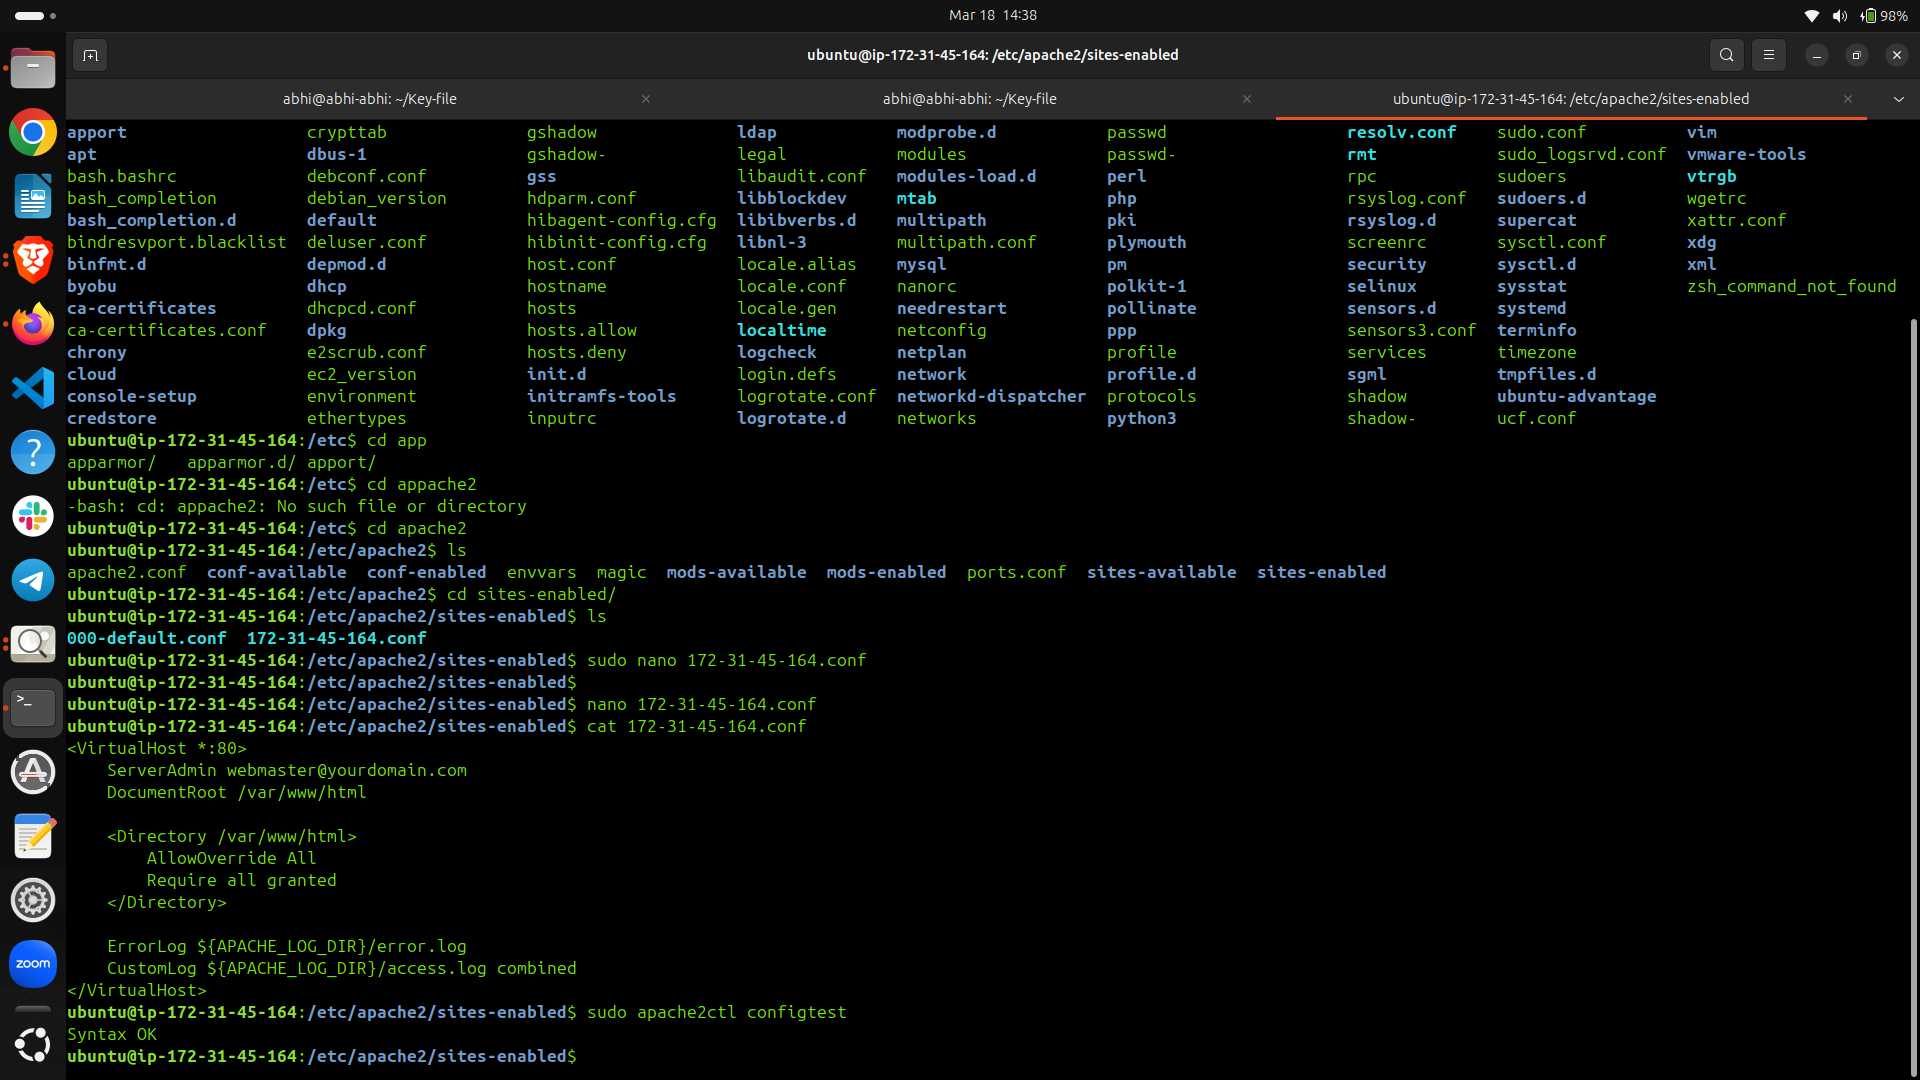 Mar 18 14:38
98%
ubuntu@ip-172-31-45-164: /etc/apache2/sites-enabled
abhi@abhi-abhi: ~/Key-file
abhi@abhi-abhi: ~/Key-file
ubuntu@ip-172-31-45-164: /etc/apache2/sites-enabled
apport crypttab gshadow ldap modprobe.d passwd resolv.conf sudo.conf vim
apt dbus-1 gshadow- legal modules passwd- rmt sudo_logsrvd.conf vmware-tools
bash.bashrc debconf.conf gss libaudit.conf modules-load.d perl rpc sudoers vtrgb
bash_completion debian_version hdparm.conf libblockdev mtab php rsyslog.conf sudoers.d wgetrc
bash_completion.d default hibagent-config.cfg libibverbs.d multipath pki rsyslog.d supercat xattr.conf
bindresvport.blacklist deluser.conf hibinit-config.cfg libnl-3 multipath.conf plymouth screenrc sysctl.conf xdg
binfmt.d depmod.d host.conf locale.alias mysql pm security sysctl.d xml
byobu dhcp hostname locale.conf nanorc polkit-1 selinux sysstat zsh_command_not_found
ca-certificates dhcpcd.conf hosts locale.gen needrestart pollinate sensors.d systemd
ca-certificates.conf dpkg hosts.allow localtime netconfig ppp sensors3.conf terminfo
chrony e2scrub.conf hosts.deny logcheck netplan profile services timezone
cloud ec2_version init.d login.defs network profile.d sgml tmpfiles.d
console-setup environment initramfs-tools logrotate.conf networkd-dispatcher protocols shadow ubuntu-advantage
credstore ethertypes inputrc logrotate.d networks python3 shadow- ucf.conf
ubuntu@ip-172-31-45-164:/etc$ cd app
apparmor/ apparmor.d/ apport/
ubuntu@ip-172-31-45-164:/etc$ cd appache2
-bash: cd: appache2: No such file or directory
ubuntu@ip-172-31-45-164:/etc$ cd apache2
ubuntu@ip-172-31-45-164:/etc/apache2$ ls
apache2.conf conf-available conf-enabled envvars magic mods-available mods-enabled ports.conf sites-available sites-enabled
ubuntu@ip-172-31-45-164:/etc/apache2$ cd sites-enabled/
ubuntu@ip-172-31-45-164:/etc/apache2/sites-enabled$ ls
000-default.conf 172-31-45-164.conf
ubuntu@ip-172-31-45-164:/etc/apache2/sites-enabled$ sudo nano 172-31-45-164.conf
ubuntu@ip-172-31-45-164:/etc/apache2/sites-enabled$
ubuntu@ip-172-31-45-164:/etc/apache2/sites-enabled$ nano 172-31-45-164.conf
ubuntu@ip-172-31-45-164:/etc/apache2/sites-enabled$ cat 172-31-45-164.conf
<VirtualHost *:80>
    ServerAdmin webmaster@yourdomain.com
    DocumentRoot /var/www/html
    <Directory /var/www/html>
        AllowOverride All
        Require all granted
    </Directory>
    ErrorLog ${APACHE_LOG_DIR}/error.log
    CustomLog ${APACHE_LOG_DIR}/access.log combined
</VirtualHost>
ubuntu@ip-172-31-45-164:/etc/apache2/sites-enabled$ sudo apache2ctl configtest
Syntax OK
ubuntu@ip-172-31-45-164:/etc/apache2/sites-enabled$
zoom